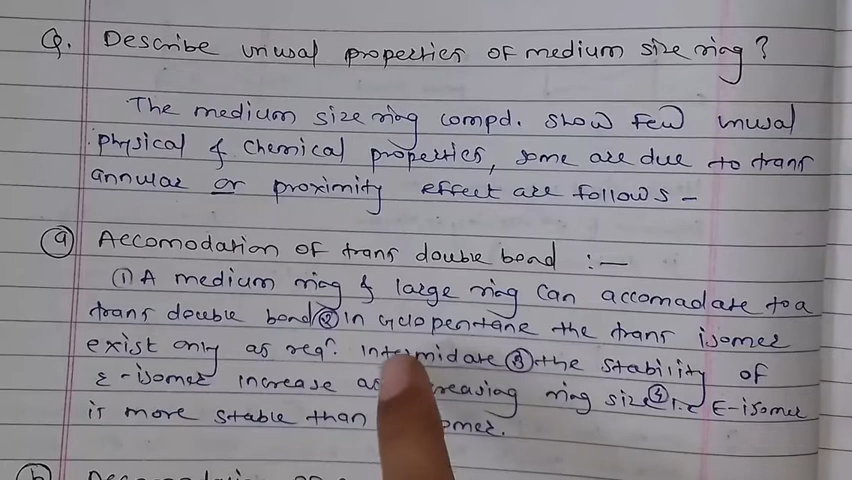 Q. Describe unusal properties of medium size ring?
The medium size ring compd. show few unusal
physical & chemical properties, some are due to trans
annular or proximity effect are follows -
(a) Accomodation of trans double bond :-
(1) A medium ring & large ring can accomadate to a
trans double bond (2) In cyclopentane the trans isomer
exist only as reqⁿ. intermidate (3) the stability of
E-isomer increase as creasing ring size (4) i.e E-isomer
is more stable than omer.
(b)